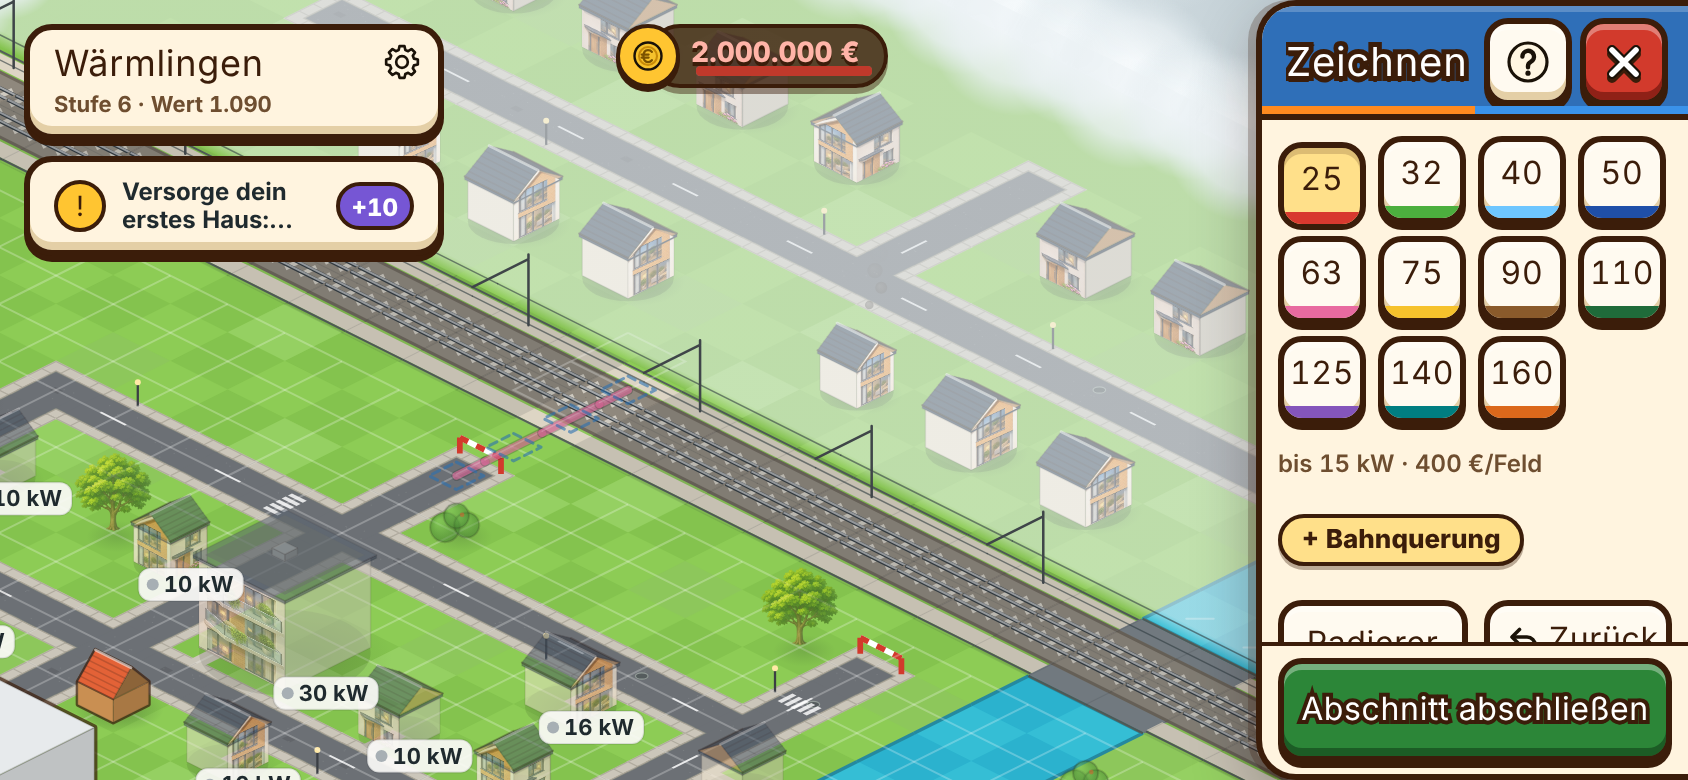 Wärmlingen
Stufe 6 · Wert 1.090
!
Versorge dein
erstes Haus:...
+10
2.000.000 €
Zeichnen
?
25
32
40
50
63
75
90
110
125
140
160
bis 15 kW · 400 €/Feld
+ Bahnquerung
Radierer
Zurück
Abschnitt abschließen
10 kW
10 kW
30 kW
16 kW
10 kW